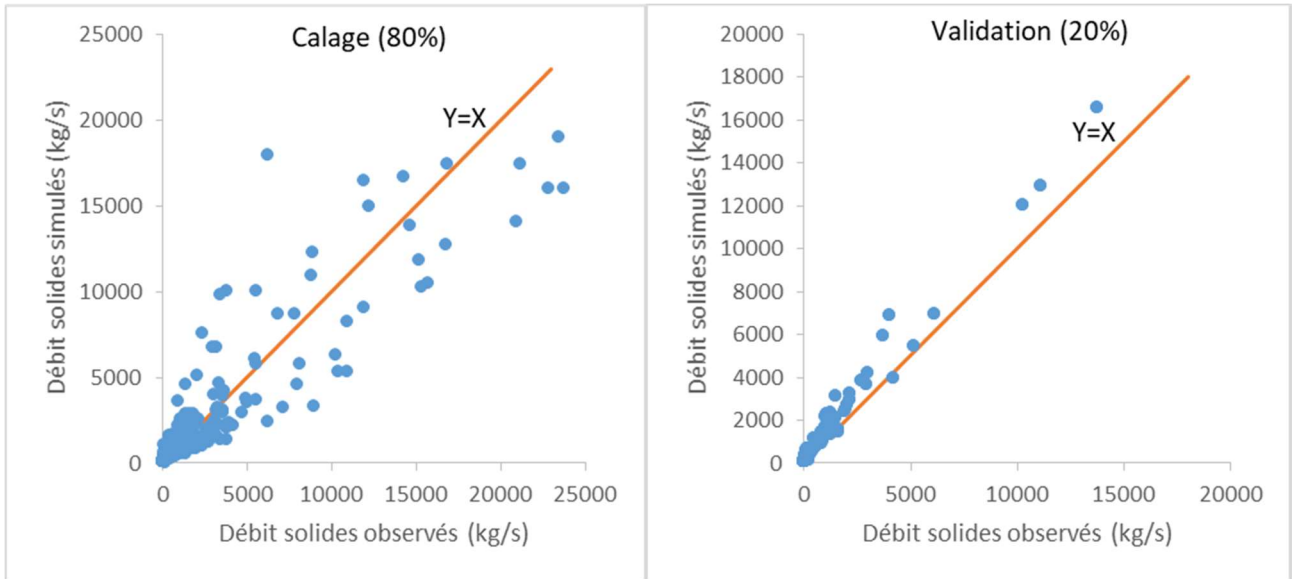 Calage (80%)
Débit solides simulés (kg/s)
25000
20000
15000
10000
5000
0
Y=X
0 5000 10000 15000 20000 25000
Débit solides observés (kg/s)
Validation (20%)
Débit solides simulés (kg/s)
20000
18000
16000
14000
12000
10000
8000
6000
4000
2000
0
Y=X
0 5000 10000 15000 20000
Débit solides observés (kg/s)